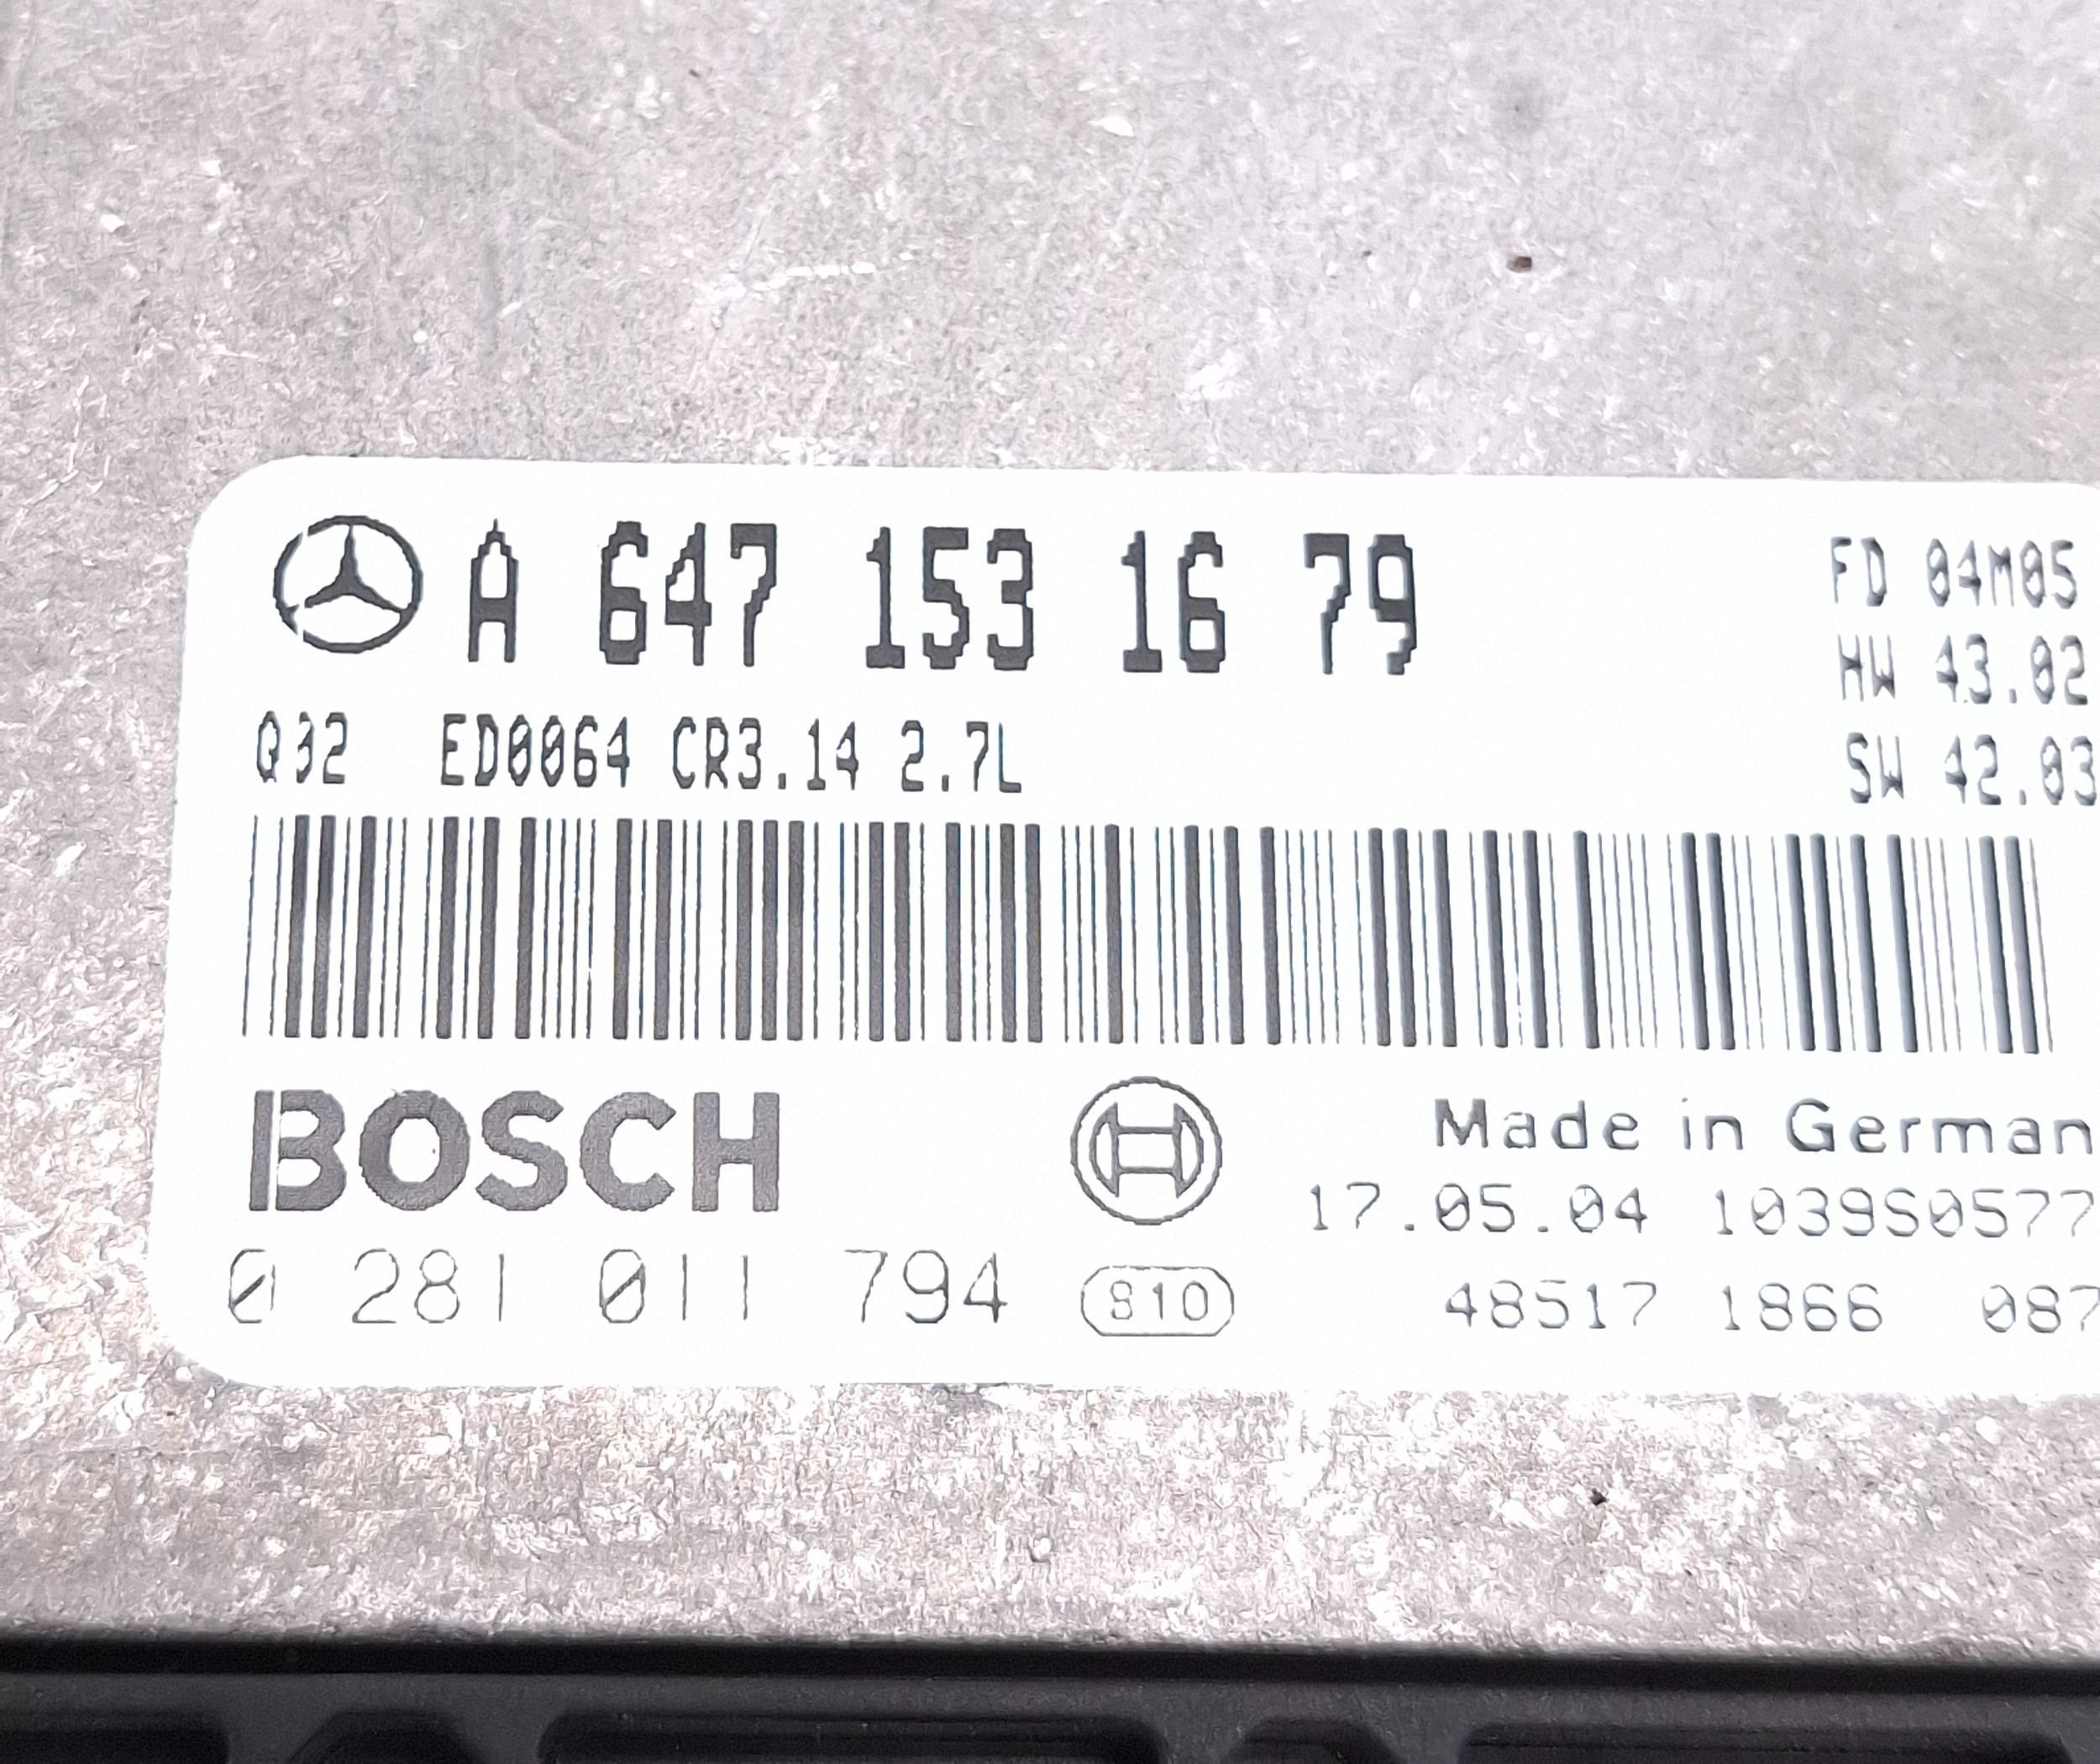 A 647 153 16 79
FD 04M05
HW 43.02
Q32 ED0064 CR3.14 2.7L
SW 42.03
BOSCH
Made in German
17.05.04 1039S0577
0 281 011 794 S10
48517 1866 087